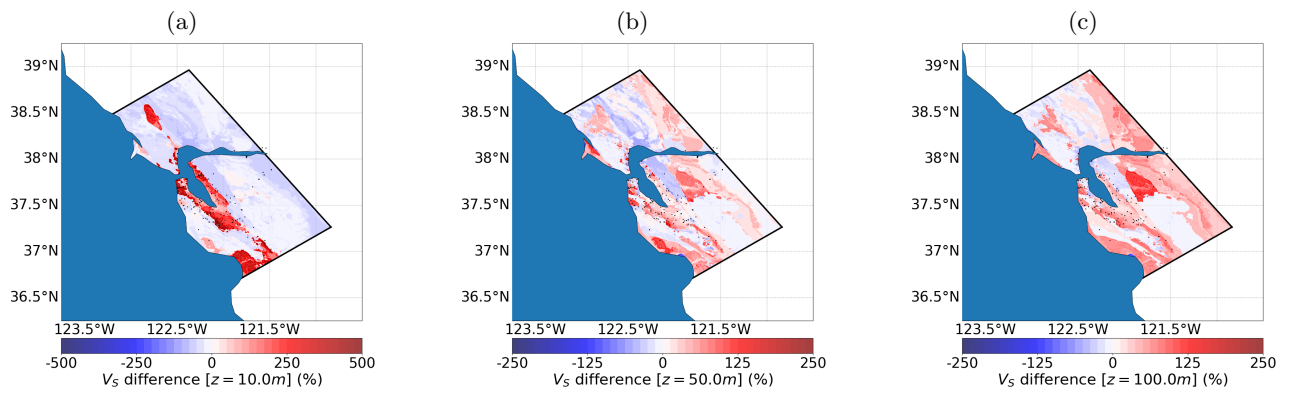 (a)
(b)
(c)
39°N
38.5°N
38°N
37.5°N
37°N
36.5°N
123.5°W 122.5°W 121.5°W
-500 -250 0 250 500
V_S difference [z = 10.0m] (%)
39°N
38.5°N
38°N
37.5°N
37°N
36.5°N
123.5°W 122.5°W 121.5°W
-250 -125 0 125 250
V_S difference [z = 50.0m] (%)
39°N
38.5°N
38°N
37.5°N
37°N
36.5°N
123.5°W 122.5°W 121.5°W
-250 -125 0 125 250
V_S difference [z = 100.0m] (%)